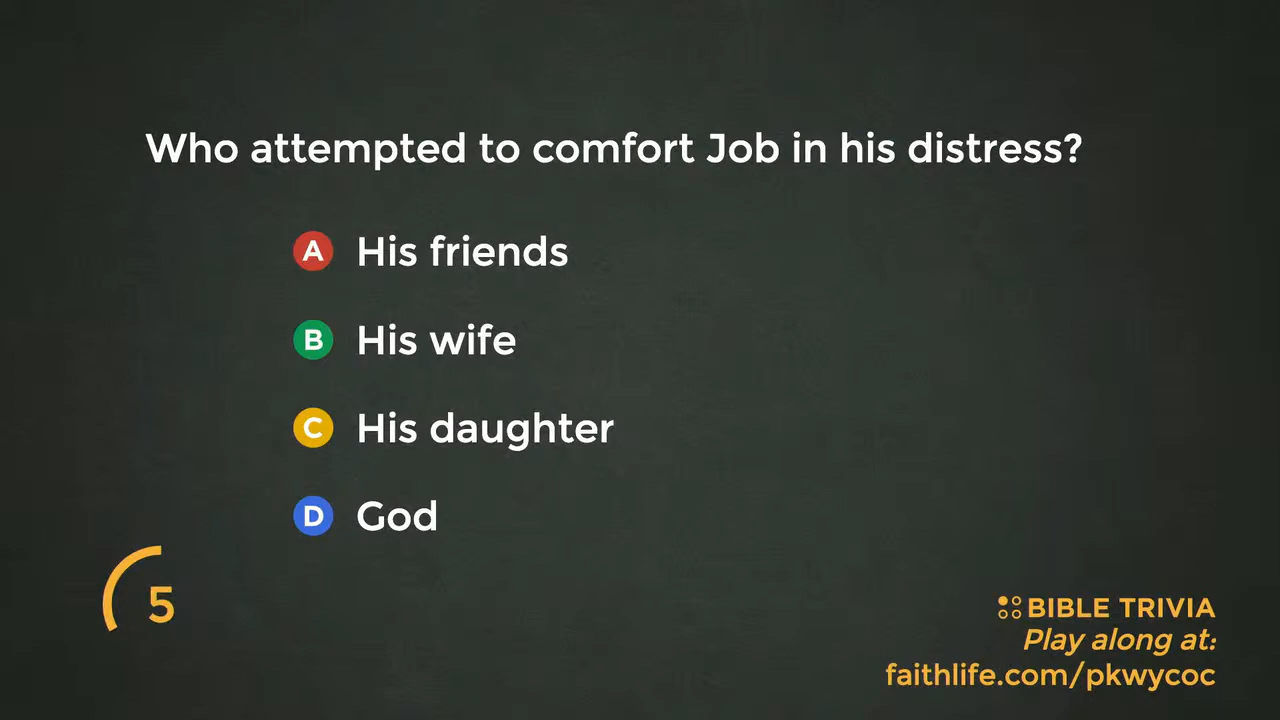 Who attempted to comfort Job in his distress?
A His friends
B His wife
C His daughter
D God
5
BIBLE TRIVIA
Play along at:
faithlife.com/pkwycoc